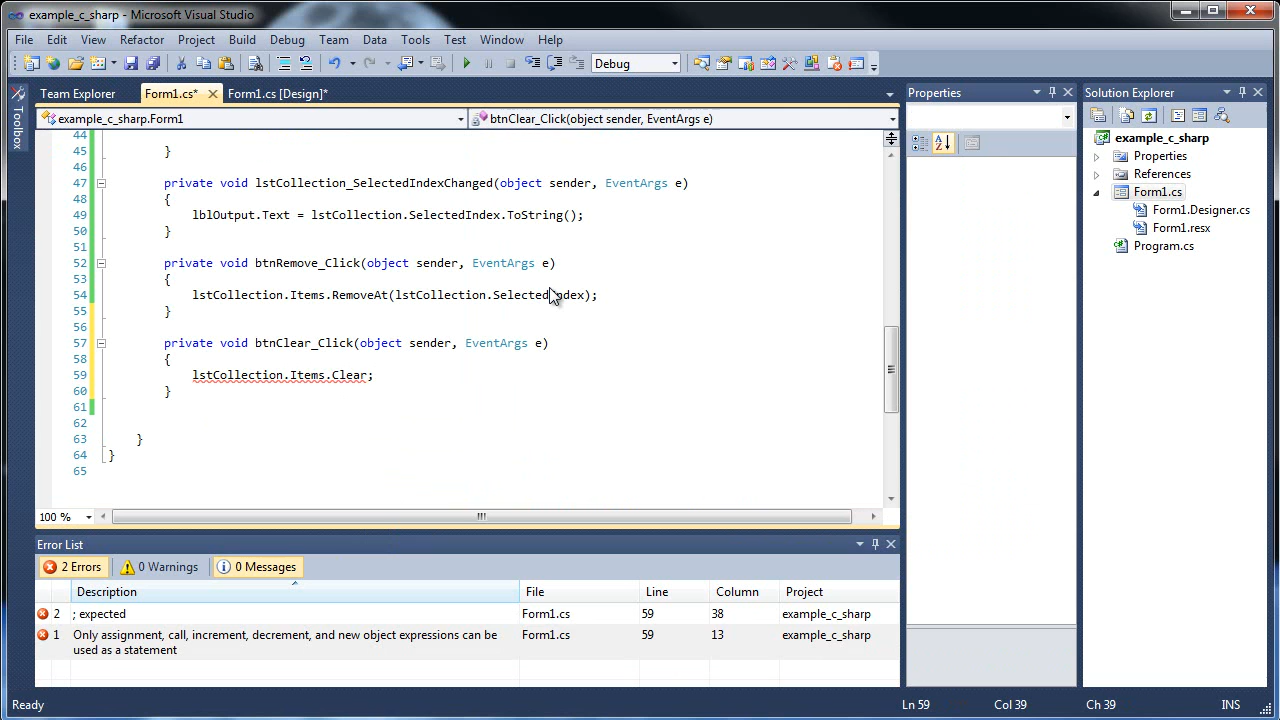 example_c_sharp - Microsoft Visual Studio
File Edit View Refactor Project Build Debug Team Data Tools Test Window Help
Debug
Toolbox
Team Explorer Form1.cs* Form1.cs [Design]*
example_c_sharp.Form1 btnClear_Click(object sender, EventArgs e)
44
45 }
46
47 private void lstCollection_SelectedIndexChanged(object sender, EventArgs e)
48 {
49 lblOutput.Text = lstCollection.SelectedIndex.ToString();
50 }
51
52 private void btnRemove_Click(object sender, EventArgs e)
53 {
54 lstCollection.Items.RemoveAt(lstCollection.SelectedIndex);
55 }
56
57 private void btnClear_Click(object sender, EventArgs e)
58 {
59 lstCollection.Items.Clear;
60 }
61
62
63 }
64 }
65
100 %
Properties
Solution Explorer
example_c_sharp
Properties
References
Form1.cs
Form1.Designer.cs
Form1.resx
Program.cs
Error List
2 Errors 0 Warnings 0 Messages
Description File Line Column Project
2 ; expected Form1.cs 59 38 example_c_sharp
1 Only assignment, call, increment, decrement, and new object expressions can be Form1.cs 59 13 example_c_sharp
used as a statement
Ready Ln 59 Col 39 Ch 39 INS